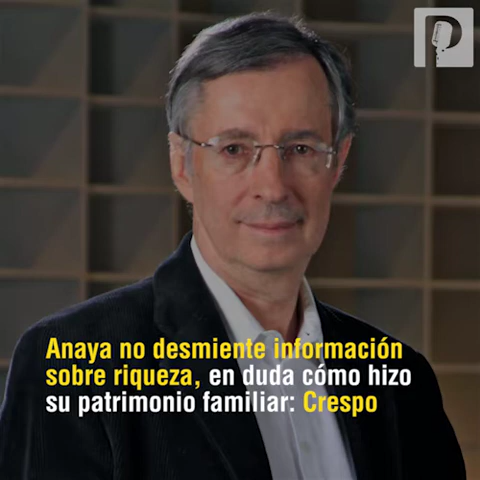 Anaya no desmiente información
sobre riqueza, en duda cómo hizo
su patrimonio familiar: Crespo